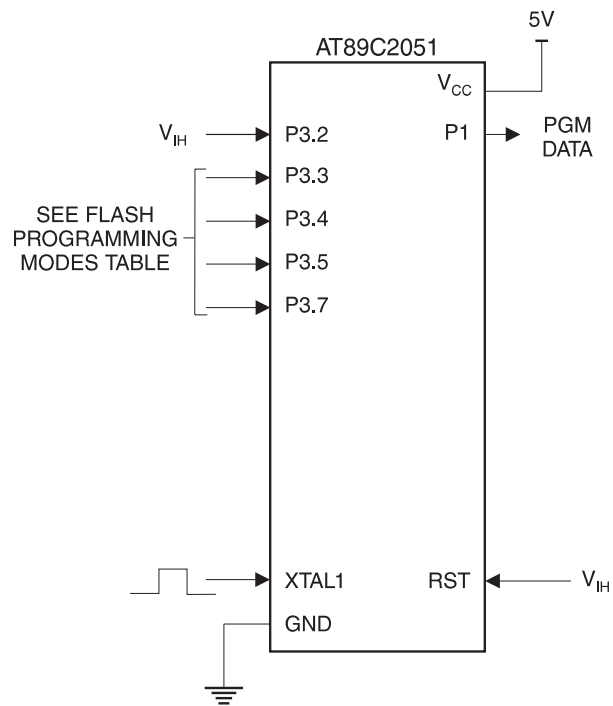 5V
AT89C2051
VCC
VIH
P3.2
P1
PGM
DATA
P3.3
SEE FLASH
PROGRAMMING
MODES TABLE
P3.4
P3.5
P3.7
XTAL1
RST
VIH
GND